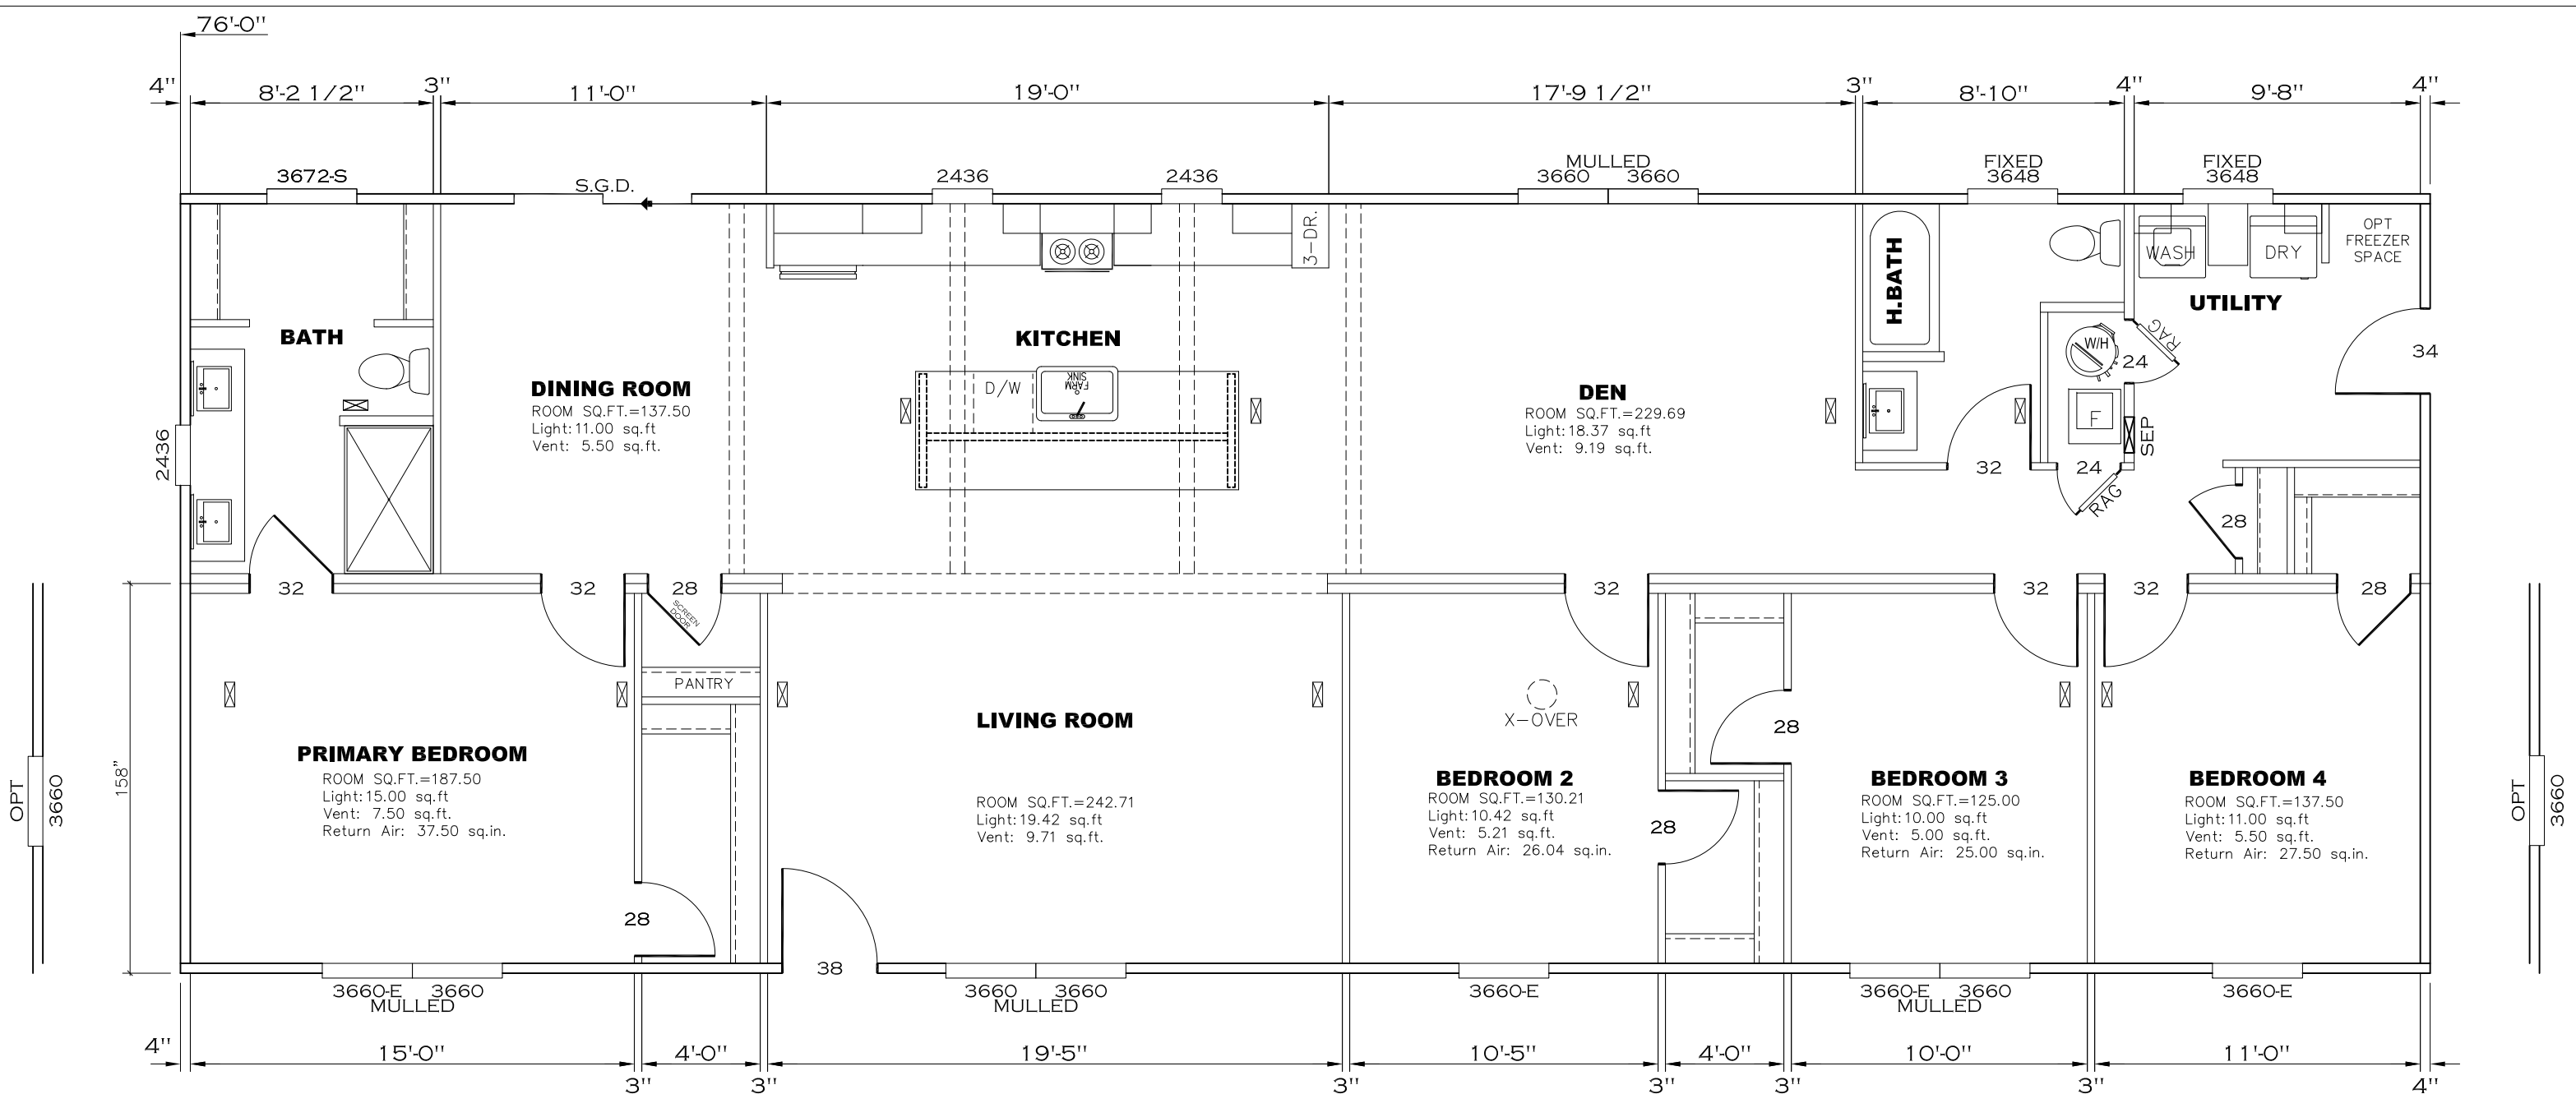 76'-0"
4"
8'-2 1/2"
3"
11'-0"
19'-0"
17'-9 1/2"
3"
8'-10"
4"
9'-8"
4"
3672-S
S.G.D.
2436
2436
MULLED
3660 3660
FIXED
3648
FIXED
3648
3-DR.
H.BATH
WASH
DRY
OPT
FREEZER
SPACE
UTILITY
BATH
KITCHEN
RAG
W/H
24
34
DINING ROOM
ROOM SQ.FT.=137.50
Light:11.00 sq.ft
Vent: 5.50 sq.ft.
D/W
FARM
SINK
DEN
ROOM SQ.FT.=229.69
Light:18.37 sq.ft
Vent: 9.19 sq.ft.
F
SEP
2436
32
24
RAG
28
32
32
28
SCREEN
DOOR
32
32
32
28
PANTRY
X-OVER
LIVING ROOM
28
PRIMARY BEDROOM
ROOM SQ.FT.=187.50
Light:15.00 sq.ft
Vent: 7.50 sq.ft.
Return Air: 37.50 sq.in.
ROOM SQ.FT.=242.71
Light:19.42 sq.ft
Vent: 9.71 sq.ft.
BEDROOM 2
ROOM SQ.FT.=130.21
Light:10.42 sq.ft
Vent: 5.21 sq.ft.
Return Air: 26.04 sq.in.
28
BEDROOM 3
ROOM SQ.FT.=125.00
Light:10.00 sq.ft
Vent: 5.00 sq.ft.
Return Air: 25.00 sq.in.
BEDROOM 4
ROOM SQ.FT.=137.50
Light:11.00 sq.ft
Vent: 5.50 sq.ft.
Return Air: 27.50 sq.in.
OPT
3660
158"
OPT
3660
28
38
3660-E 3660
MULLED
3660 3660
MULLED
3660-E
3660-E 3660
MULLED
3660-E
4"
15'-0"
3"
4'-0"
3"
19'-5"
3"
10'-5"
3"
4'-0"
3"
10'-0"
3"
11'-0"
4"